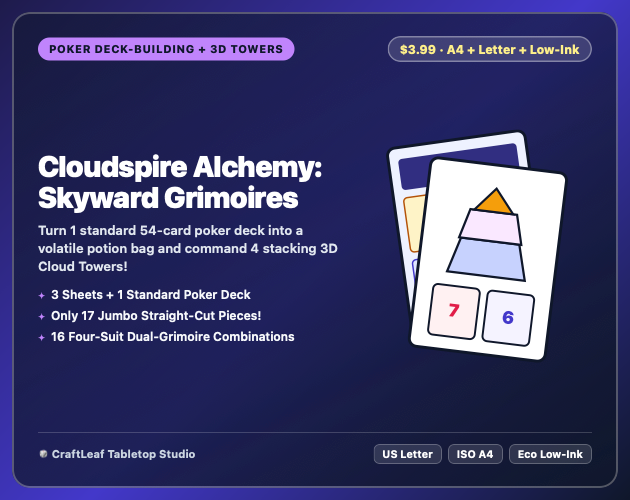 POKER DECK-BUILDING + 3D TOWERS
$3.99 · A4 + Letter + Low-Ink
Cloudspire Alchemy:
Skyward Grimoires
Turn 1 standard 54-card poker deck into a
volatile potion bag and command 4 stacking 3D
Cloud Towers!
3 Sheets + 1 Standard Poker Deck
Only 17 Jumbo Straight-Cut Pieces!
16 Four-Suit Dual-Grimoire Combinations
7
6
CraftLeaf Tabletop Studio
US Letter
ISO A4
Eco Low-Ink